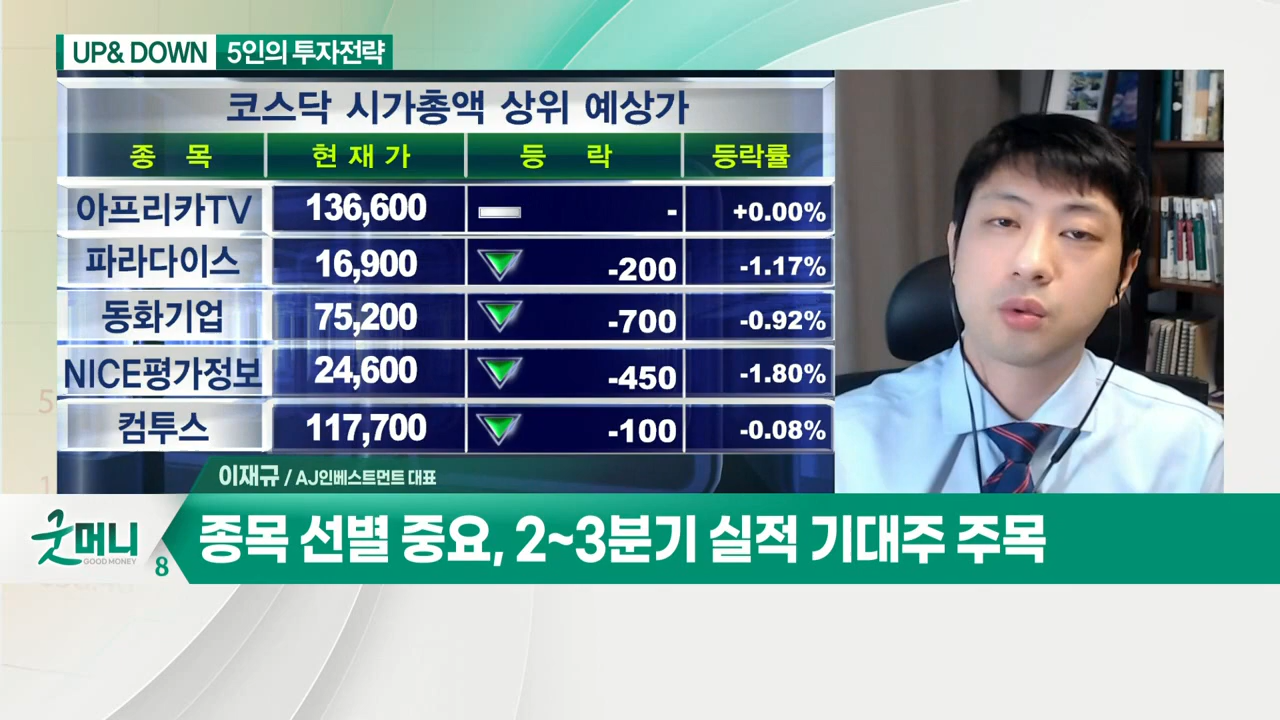 UP& DOWN 5인의 투자전략
코스닥 시가총액 상위 예상가
종 목 현 재 가 등 락 등락률
아프리카TV 136,600 - +0.00%
파라다이스 16,900 -200 -1.17%
동화기업 75,200 -700 -0.92%
NICE평가정보 24,600 -450 -1.80%
컴투스 117,700 -100 -0.08%
이재규 / AJ인베스트먼트 대표
굿머니
GOOD MONEY
8
종목 선별 중요, 2~3분기 실적 기대주 주목